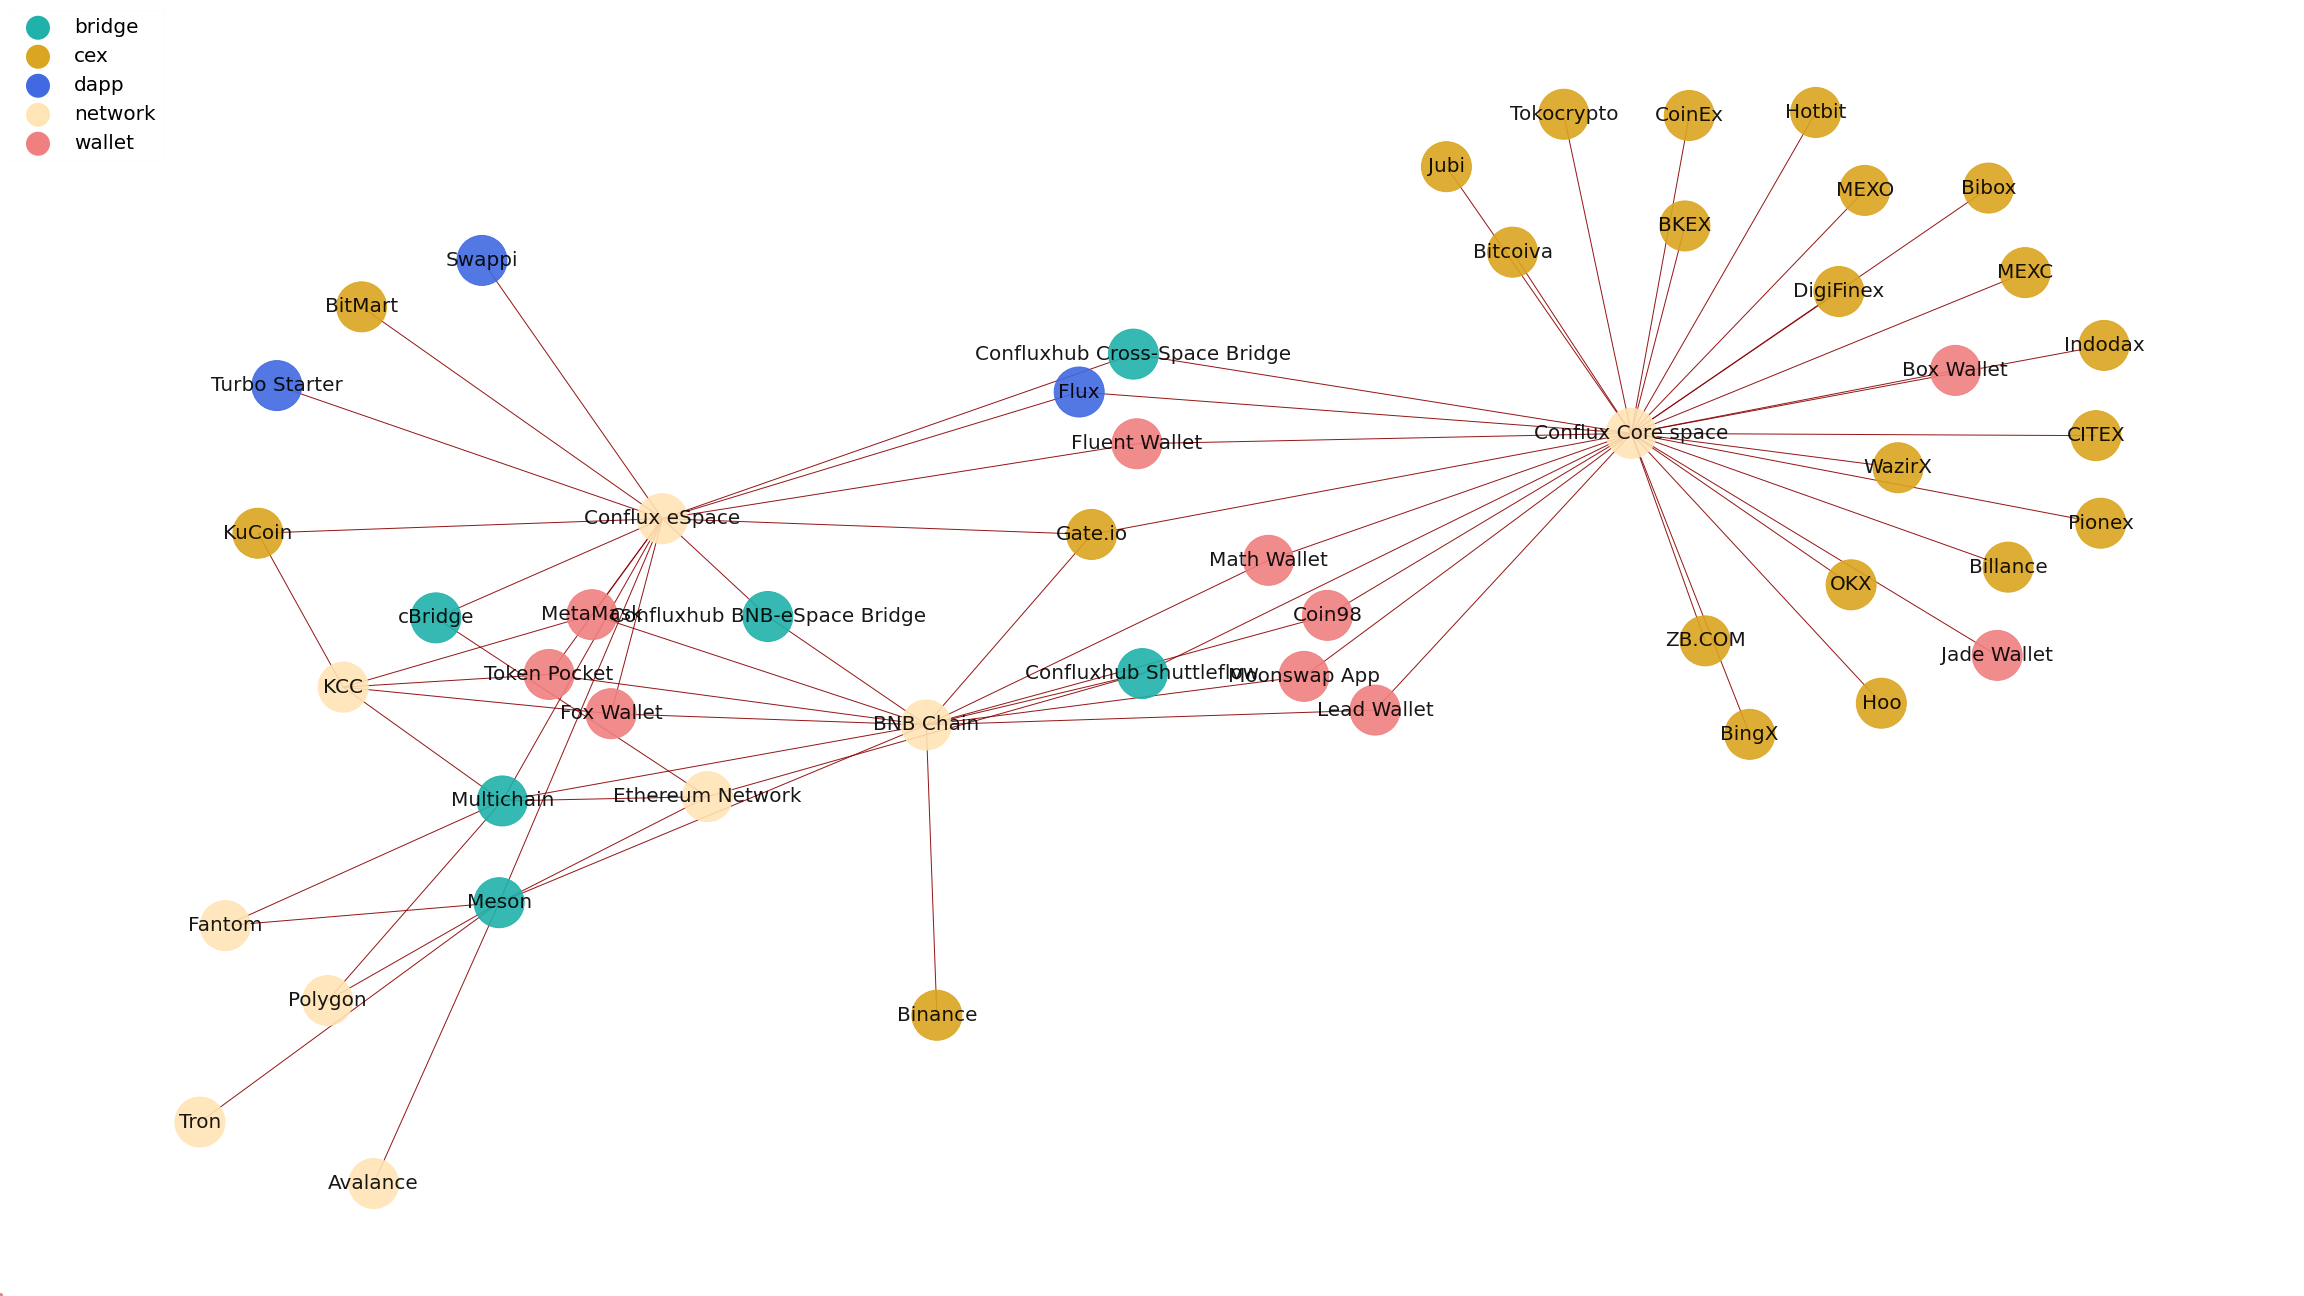 bridge
cex
dapp
network
wallet
Tokocrypto
CoinEx
Hotbit
Jubi
MEXO
Bibox
BKEX
Bitcoiva
Swappi
MEXC
DigiFinex
BitMart
Indodax
Confluxhub Cross-Space Bridge
Box Wallet
Turbo Starter
Flux
Conflux Core space
CITEX
Fluent Wallet
WazirX
Conflux eSpace
Pionex
KuCoin
Gate.io
Math Wallet
Billance
OKX
cBridge
MetaMask
Confluxhub BNB-eSpace Bridge
Coin98
ZB.COM
Jade Wallet
Token Pocket
Confluxhub Shuttleflow
Moonswap App
KCC
Fox Wallet
Lead Wallet
Hoo
BNB Chain
BingX
Multichain
Ethereum Network
Meson
Fantom
Polygon
Binance
Tron
Avalance